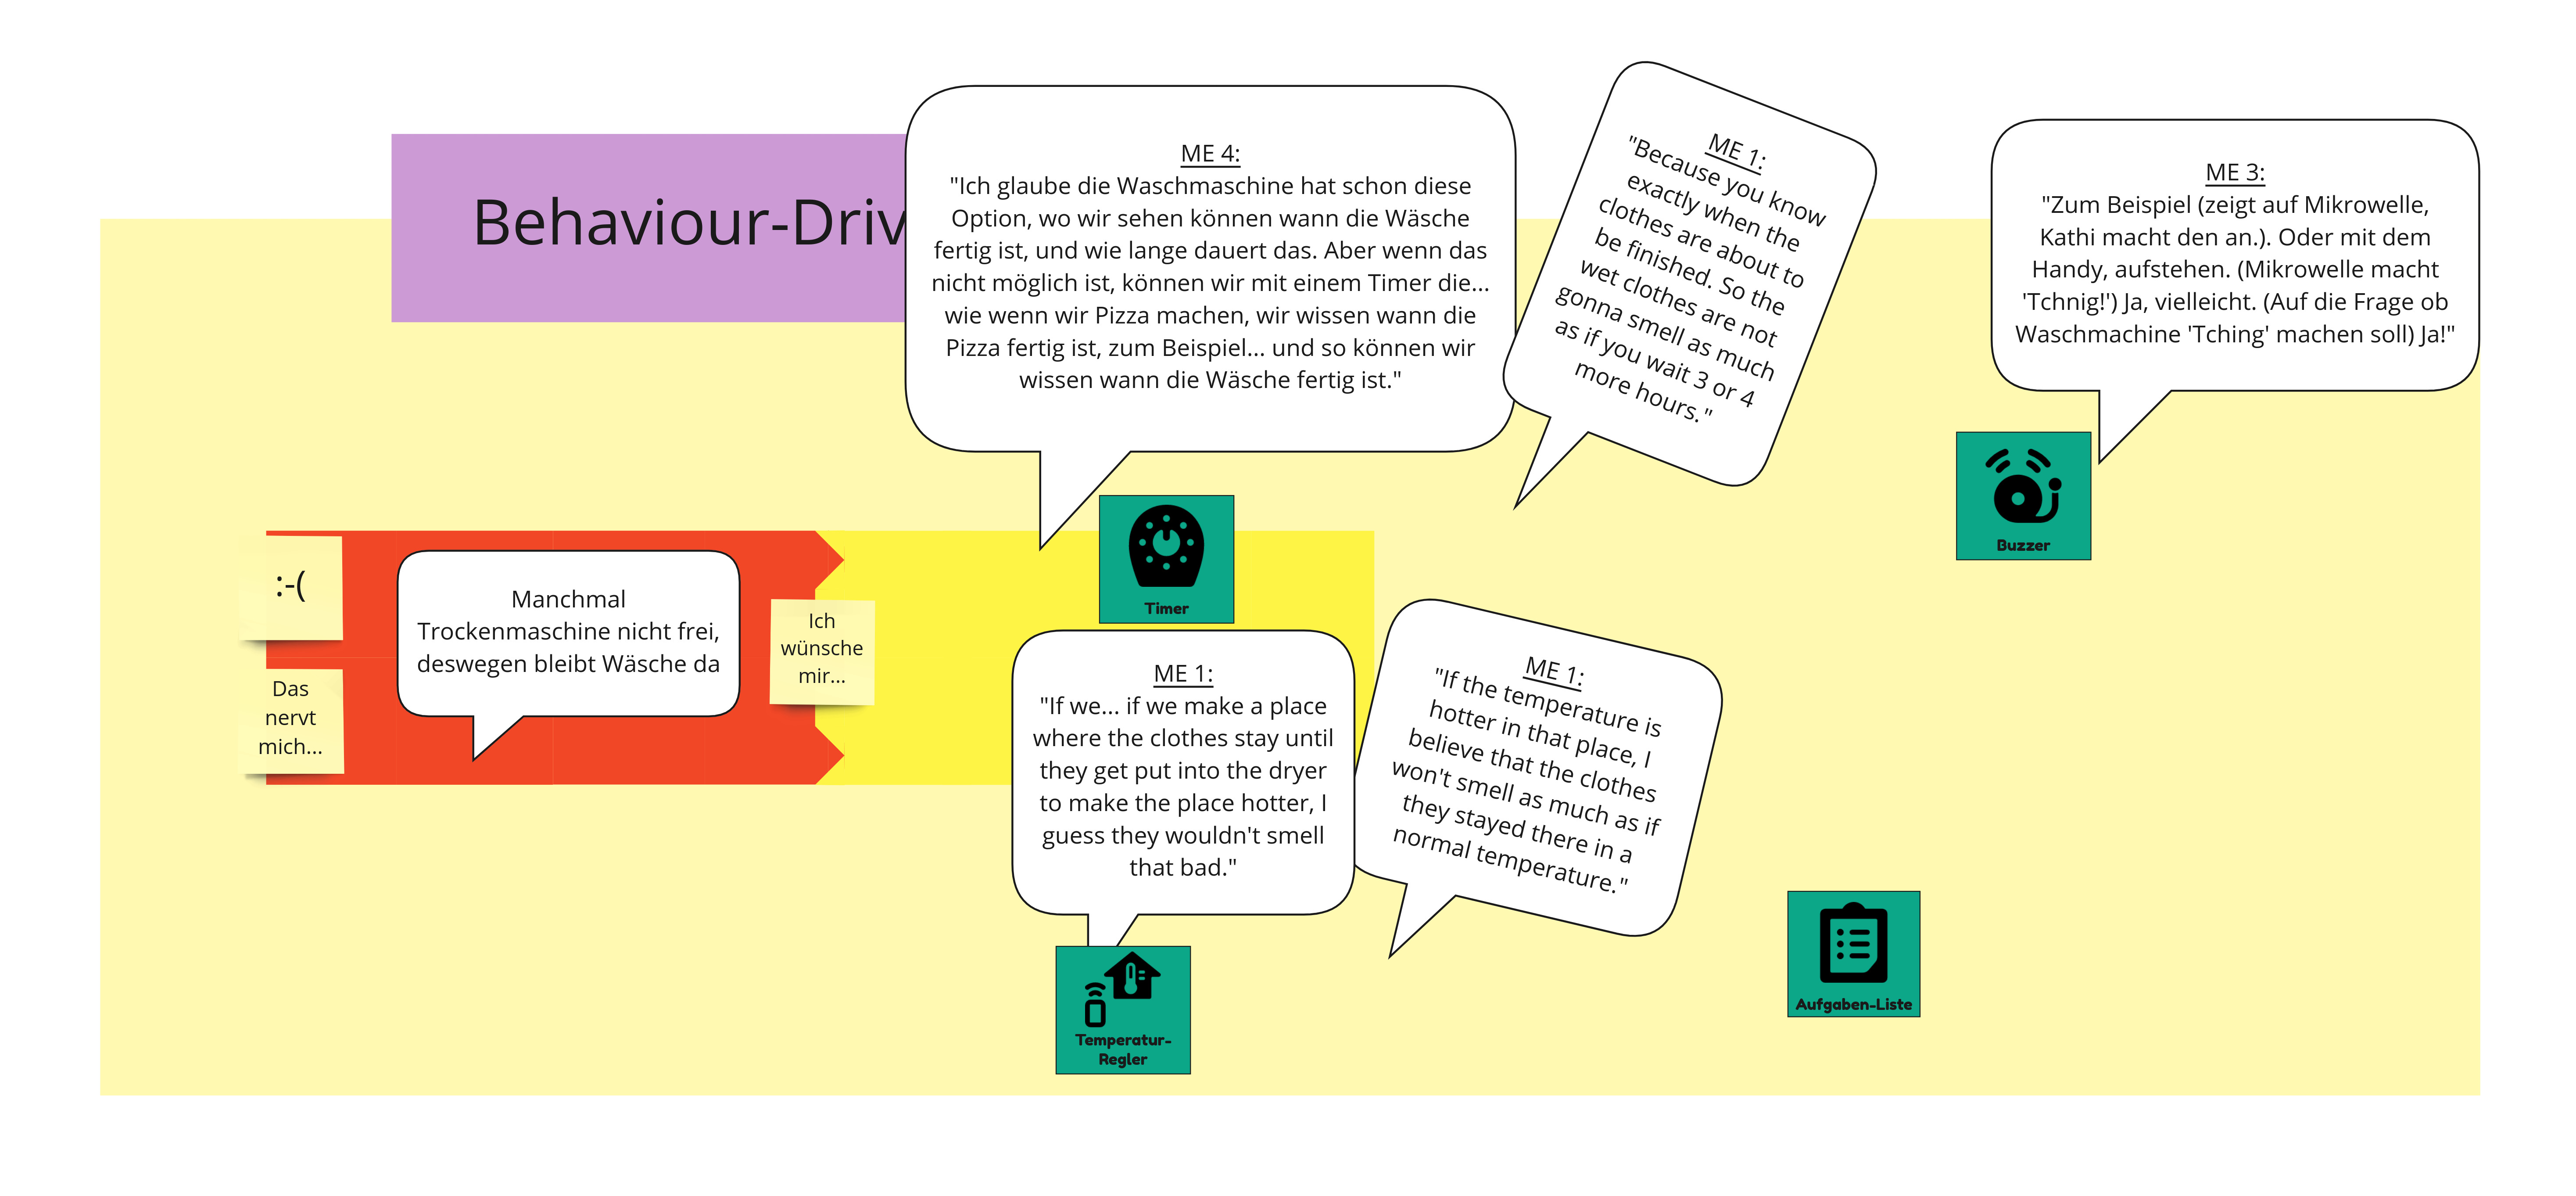 Behaviour-Driv
ME 4:
"Ich glaube die Waschmaschine hat schon diese
Option, wo wir sehen können wann die Wäsche
fertig ist, und wie lange dauert das. Aber wenn das
nicht möglich ist, können wir mit einem Timer die...
wie wenn wir Pizza machen, wir wissen wann die
Pizza fertig ist, zum Beispiel... und so können wir
wissen wann die Wäsche fertig ist."
ME 1:
"Because you know
exactly when the
clothes are about to
be finished. So the
wet clothes are not
gonna smell as much
as if you wait 3 or 4
more hours."
ME 3:
"Zum Beispiel (zeigt auf Mikrowelle,
Kathi macht den an.). Oder mit dem
Handy, aufstehen. (Mikrowelle macht
'Tchnig!') Ja, vielleicht. (Auf die Frage ob
Waschmachine 'Tching' machen soll) Ja!"
Buzzer
Timer
:-(
Das
nervt
mich...
Manchmal
Trockenmaschine nicht frei,
deswegen bleibt Wäsche da
Ich
wünsche
mir...
ME 1:
"If we... if we make a place
where the clothes stay until
they get put into the dryer
to make the place hotter, I
guess they wouldn't smell
that bad."
ME 1:
"If the temperature is
hotter in that place, I
believe that the clothes
won't smell as much as if
they stayed there in a
normal temperature."
Temperatur-
Regler
Aufgaben-Liste